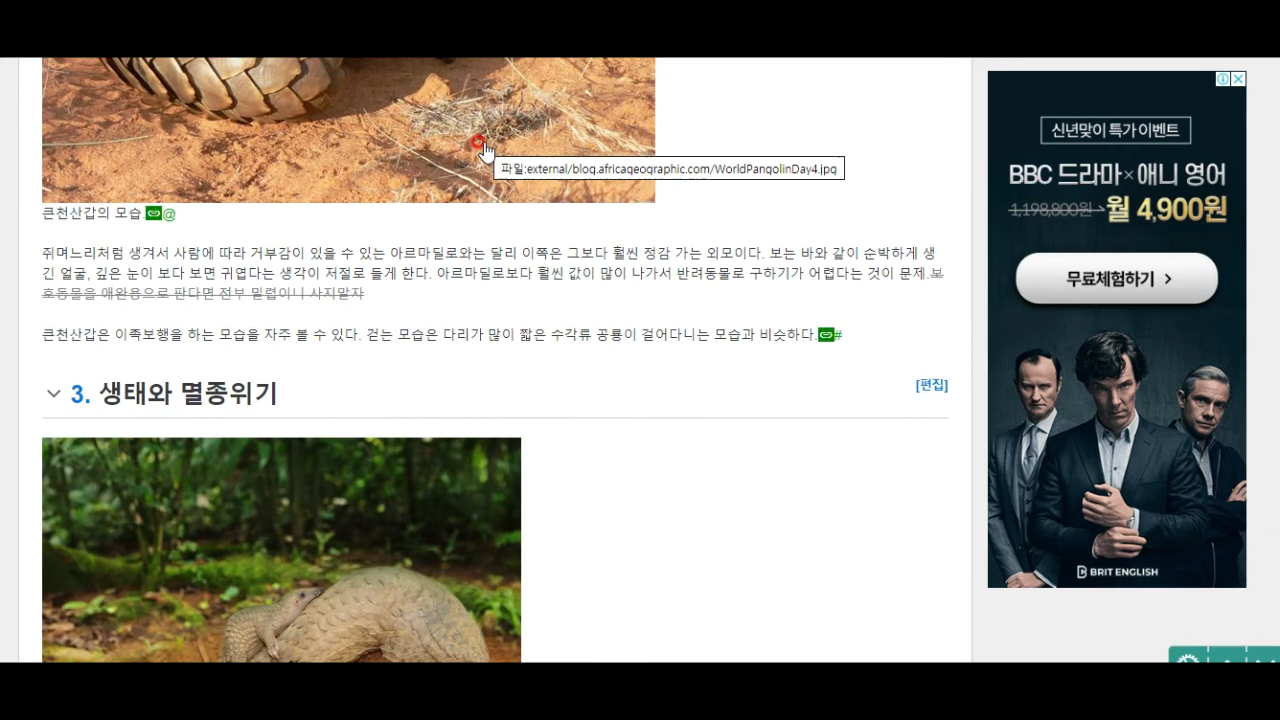 파일:external/blog.africageographic.com/WorldPangolinDay4.jpg
큰천산갑의 모습.@
쥐며느리처럼 생겨서 사람에 따라 거부감이 있을 수 있는 아르마딜로와는 달리 이쪽은 그보다 훨씬 정감 가는 외모이다. 보는 바와 같이 순박하게 생
긴 얼굴, 깊은 눈이 보다 보면 귀엽다는 생각이 저절로 들게 한다. 아르마딜로보다 훨씬 값이 많이 나가서 반려동물로 구하기가 어렵다는 것이 문제.보
호동물을 애완용으로 판다면 전부 밀렵이니 사지말자
큰천산갑은 이족보행을 하는 모습을 자주 볼 수 있다. 걷는 모습은 다리가 많이 짧은 수각류 공룡이 걸어다니는 모습과 비슷하다.#
3. 생태와 멸종위기
[편집]
신년맞이 특가 이벤트
BBC 드라마×애니 영어
1,198,800원→월 4,900원
무료체험하기 >
BRIT ENGLISH